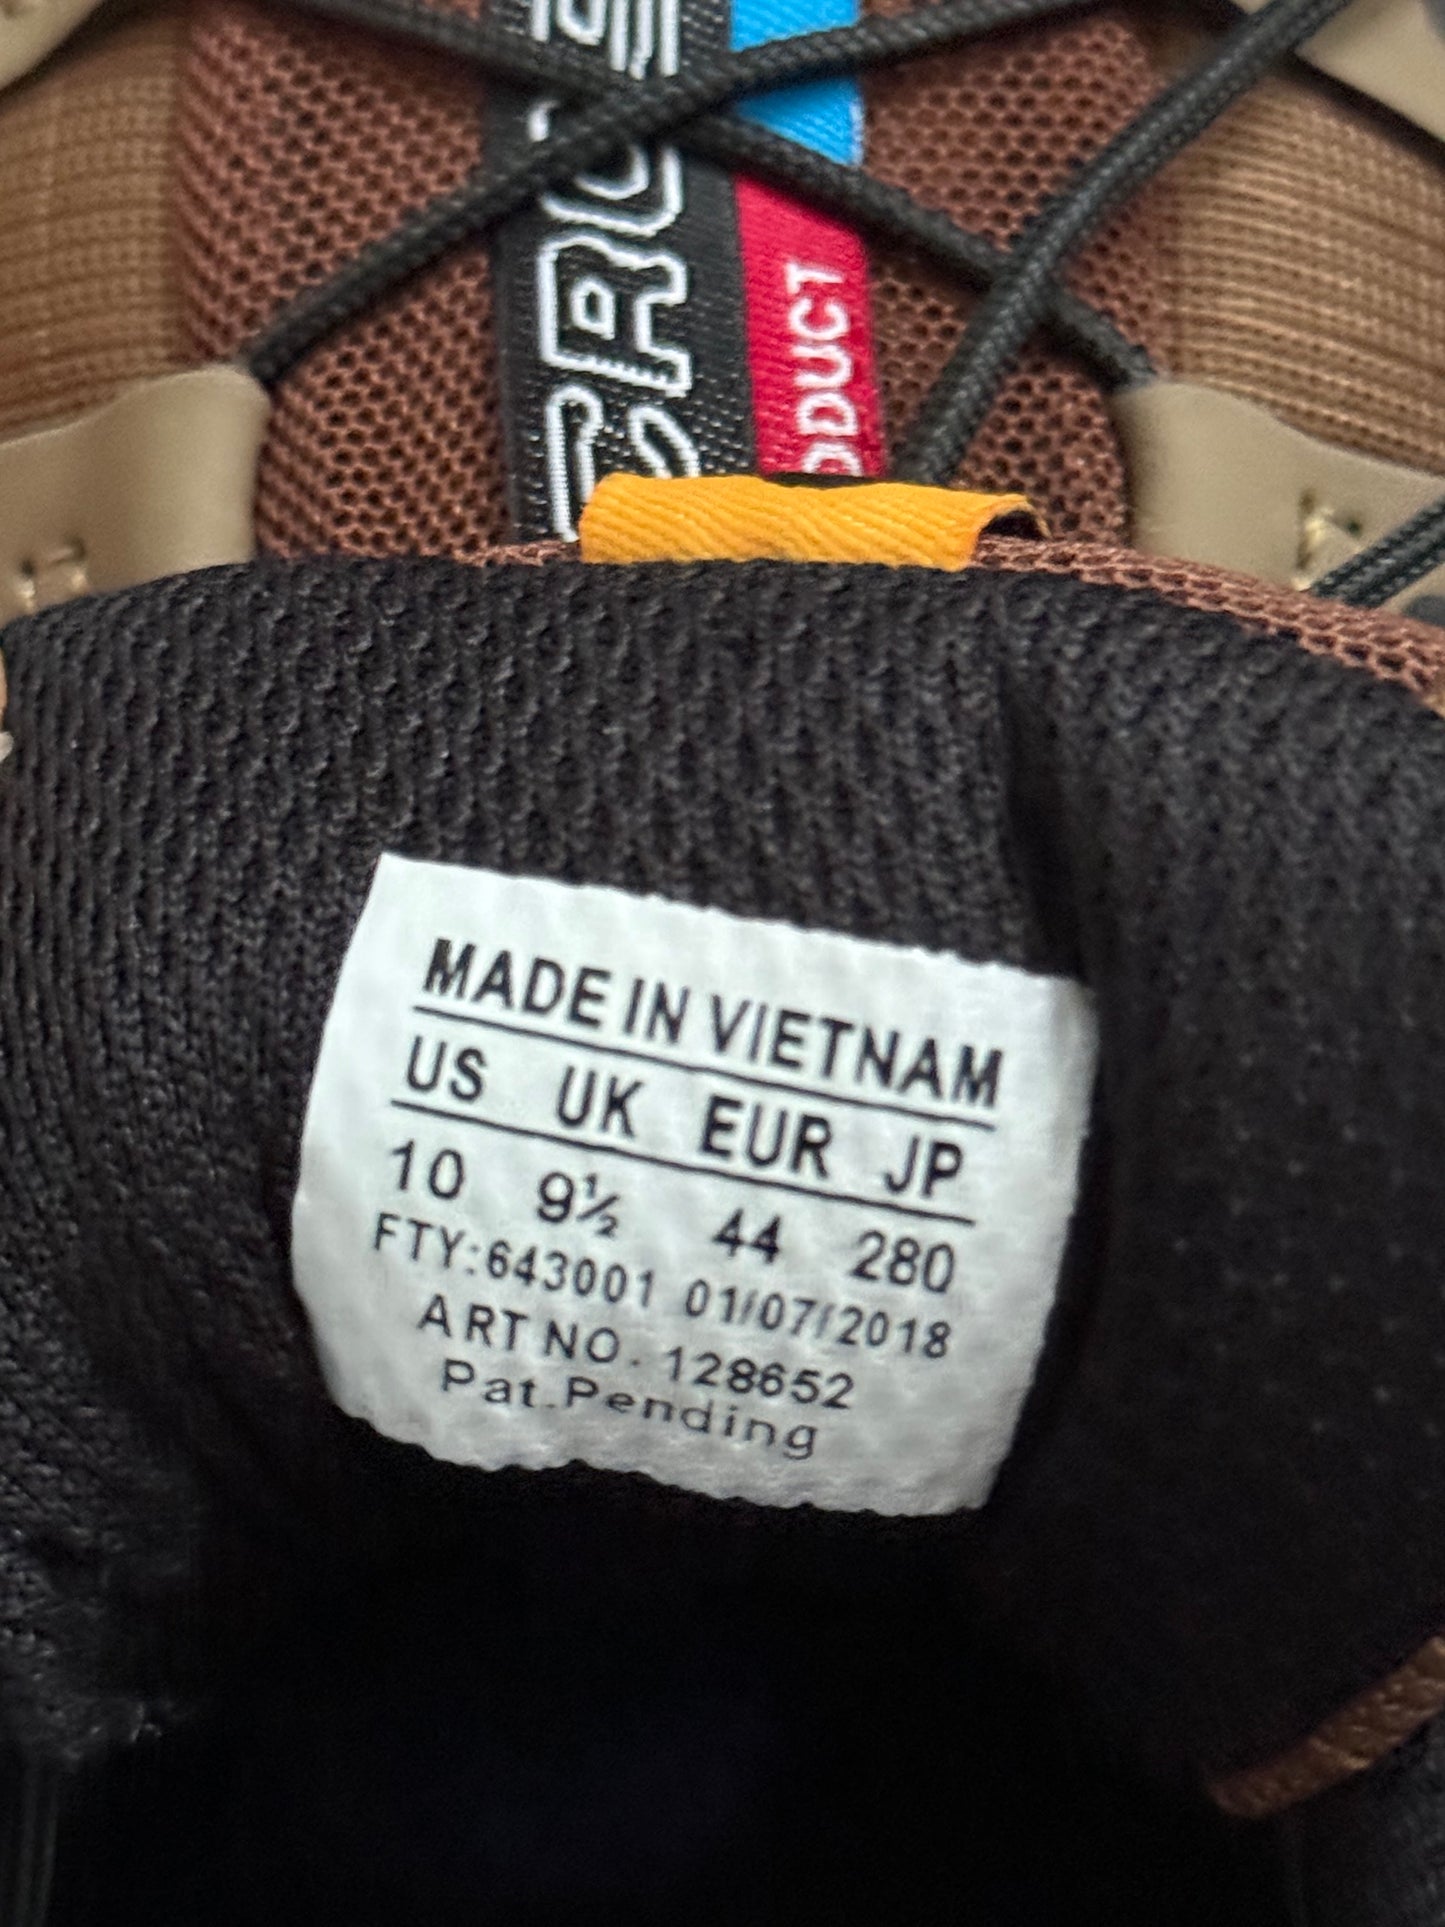 MADE IN VIETNAM
US UK EUR JP
10 9½ 44 280
FTY:643001 01/07/2018
ART NO. 128652
Pat.Pending